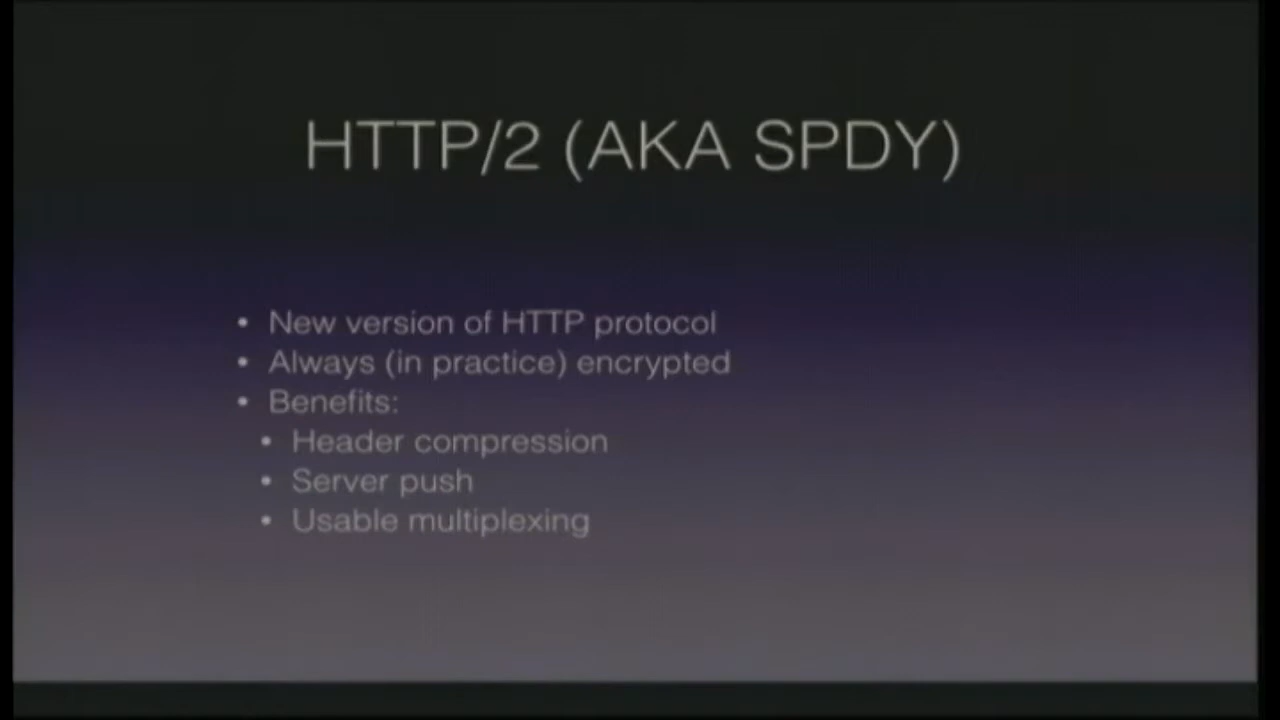 HTTP/2 (AKA SPDY)
• New version of HTTP protocol
• Always (in practice) encrypted
• Benefits:
• Header compression
• Server push
• Usable multiplexing